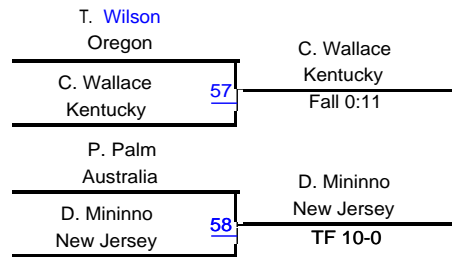 T. Wilson
Oregon
C. Wallace
Kentucky
57
C. Wallace
Kentucky
Fall 0:11
P. Palm
Australia
D. Mininno
New Jersey
58
D. Mininno
New Jersey
TF 10-0